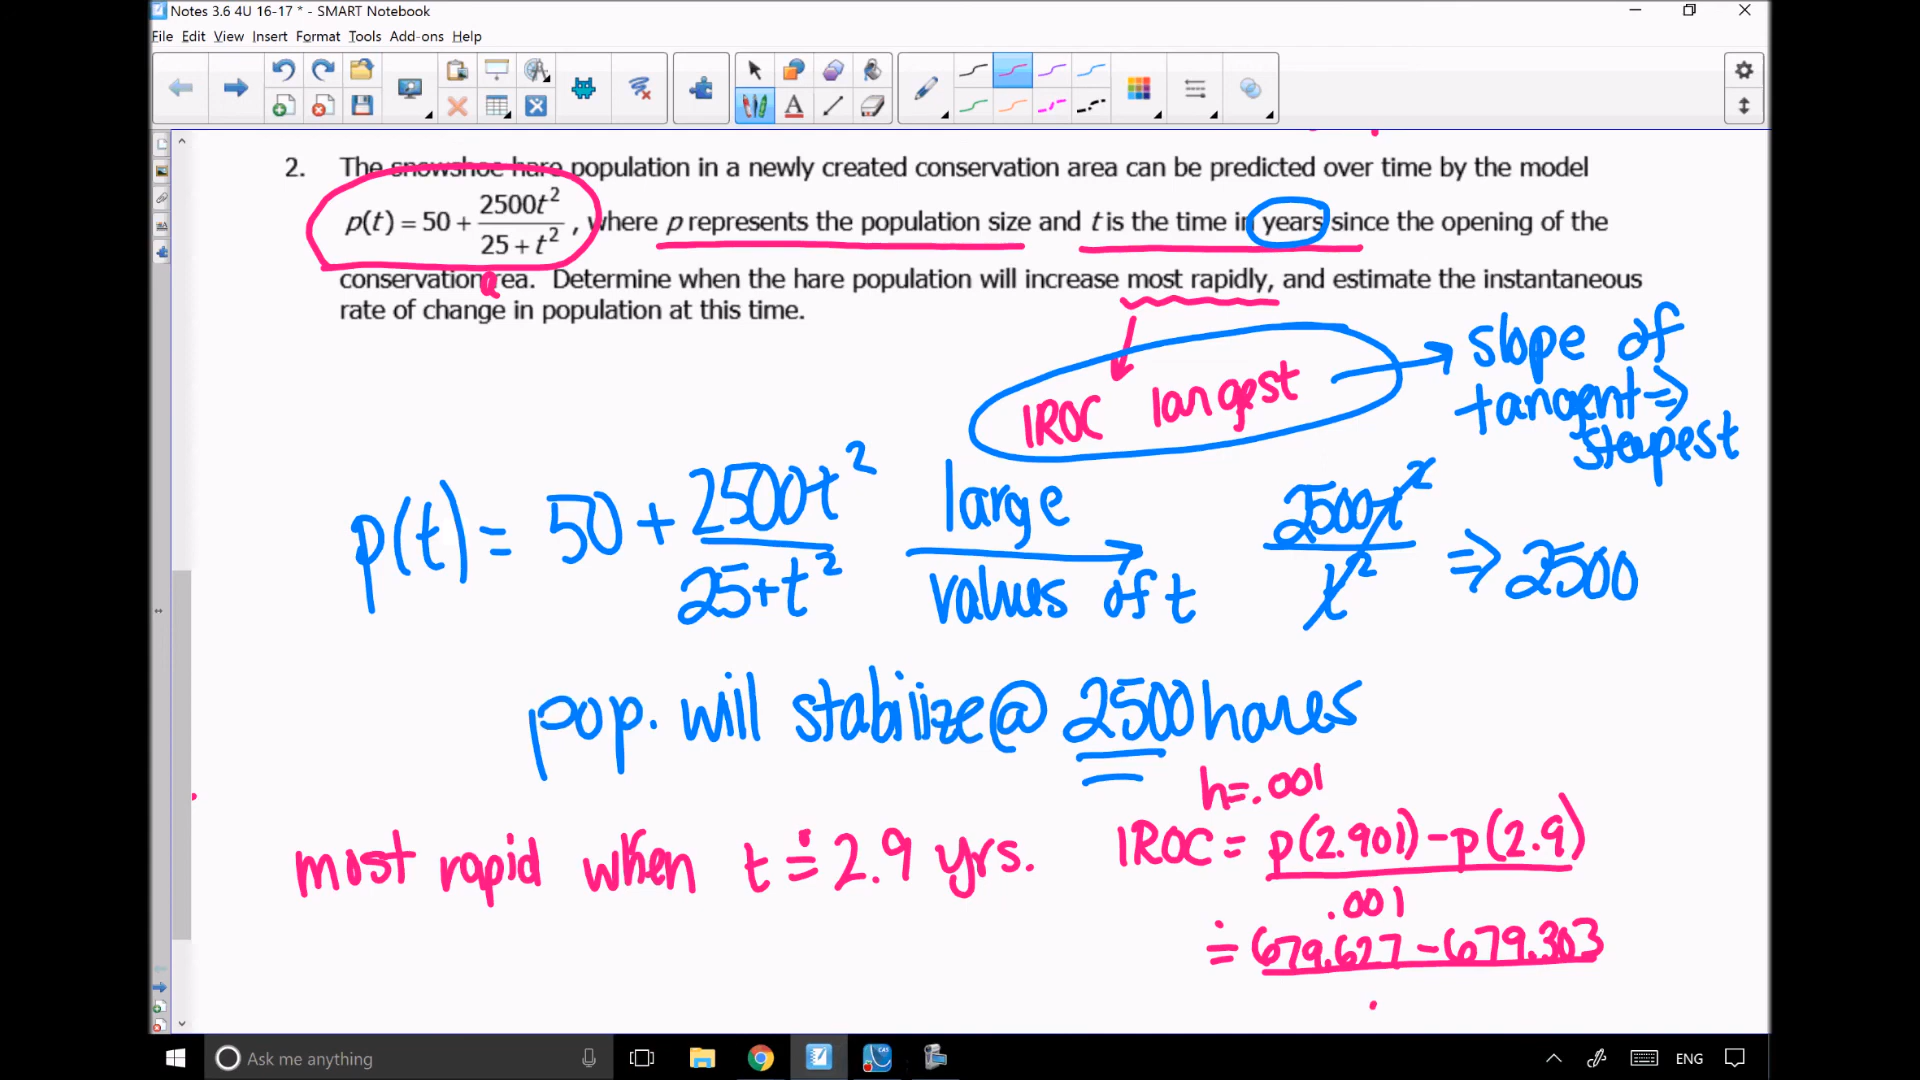 Notes 3.6 4U 16-17 * - SMART Notebook
File Edit View Insert Format Tools Add-ons Help
2. The snowshoe hare population in a newly created conservation area can be predicted over time by the model
p(t) = 50 + 2500t² / 25 + t² , where p represents the population size and t is the time in years since the opening of the
conservation area. Determine when the hare population will increase most rapidly, and estimate the instantaneous
rate of change in population at this time.
IROC largest
slope of
tangent ⇒
steepest
p(t) = 50 + 2500t² / 25+t²
large
values of t
2500t² / t² ⇒ 2500
pop. will stabilize @ 2500 hares
h = .001
most rapid when t ≐ 2.9 yrs.
IROC = p(2.901) - p(2.9)
.001
≐ 679.627 - 679.303
.
Ask me anything
ENG